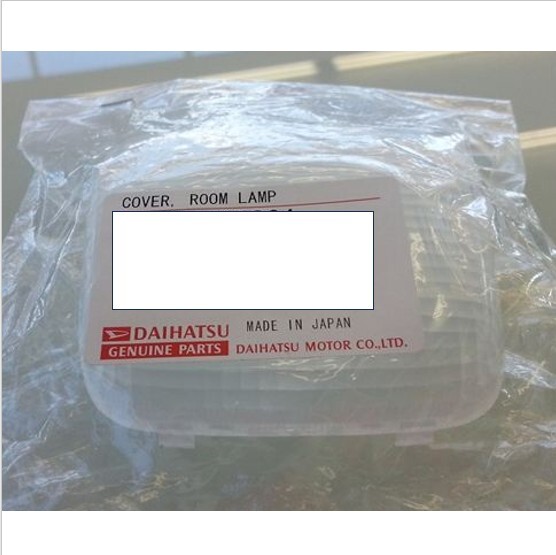 COVER, ROOM LAMP
DAIHATSU MADE IN JAPAN
GENUINE PARTS DAIHATSU MOTOR CO.,LTD.